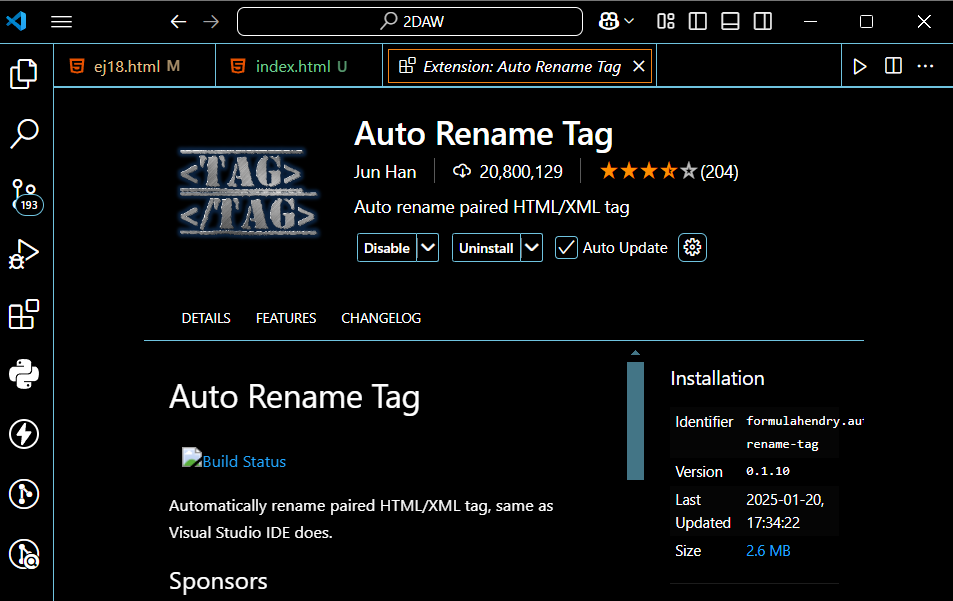 2DAW
ej18.html M
index.html U
Extension: Auto Rename Tag
193
<TAG>
</TAG>
Auto Rename Tag
Jun Han
20,800,129
(204)
Auto rename paired HTML/XML tag
Disable
Uninstall
Auto Update
DETAILS
FEATURES
CHANGELOG
Auto Rename Tag
Build Status
Automatically rename paired HTML/XML tag, same as
Visual Studio IDE does.
Sponsors
Installation
Identifier
formulahendry.au
rename-tag
Version
0.1.10
Last
Updated
2025-01-20,
17:34:22
Size
2.6 MB